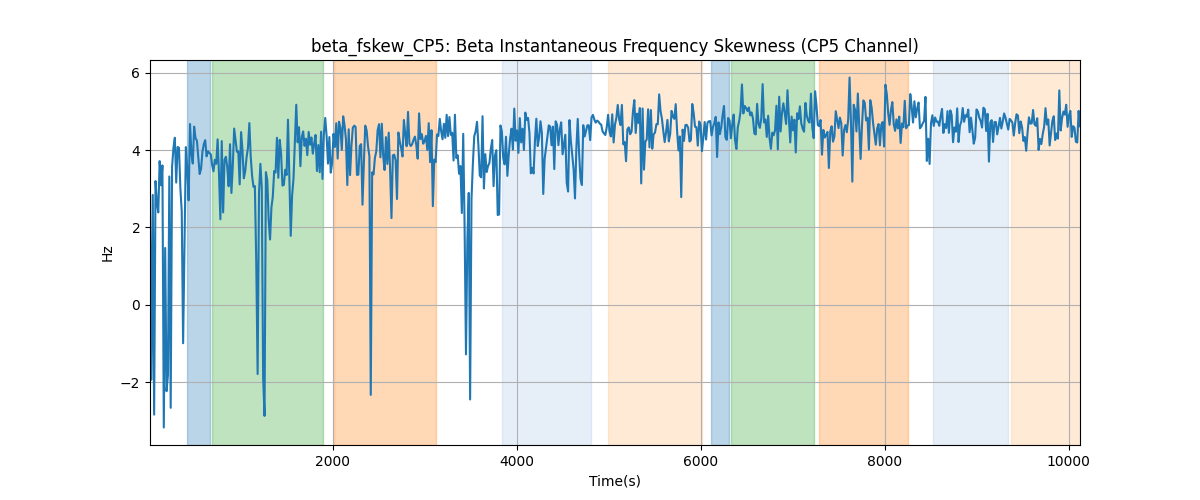 beta_fskew_CP5: Beta Instantaneous Frequency Skewness (CP5 Channel)
6
4
2
0
−2
Hz
2000 4000 6000 8000 10000
Time(s)